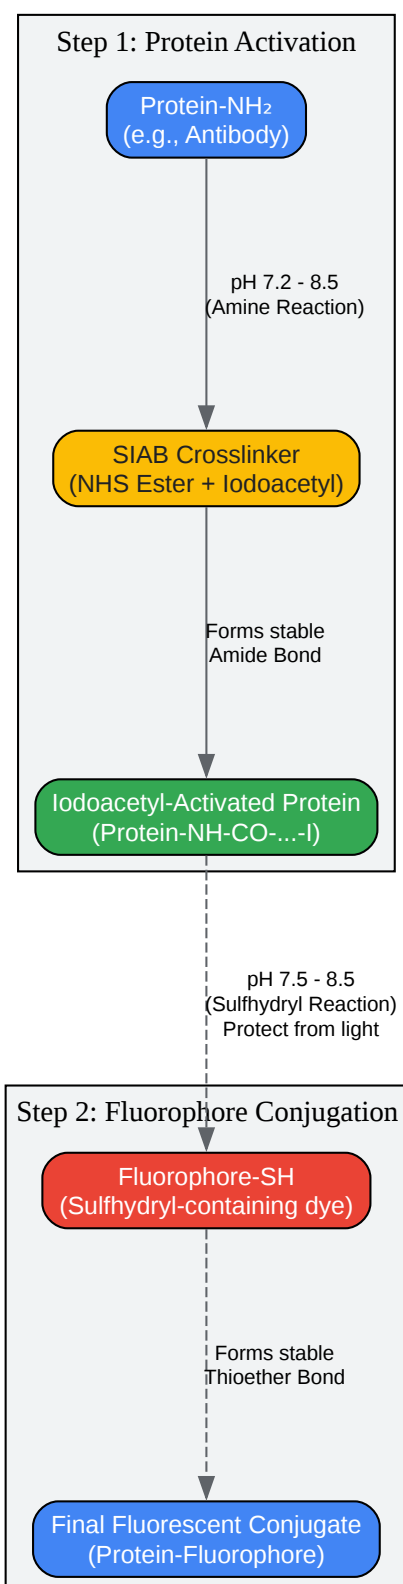 Step 1: Protein Activation
Protein-NH₂
(e.g., Antibody)
pH 7.2 - 8.5
(Amine Reaction)
SIAB Crosslinker
(NHS Ester + Iodoacetyl)
Forms stable
Amide Bond
Iodoacetyl-Activated Protein
(Protein-NH-CO-...-I)
pH 7.5 - 8.5
(Sulfhydryl Reaction)
Protect from light
Step 2: Fluorophore Conjugation
Fluorophore-SH
(Sulfhydryl-containing dye)
Forms stable
Thioether Bond
Final Fluorescent Conjugate
(Protein-Fluorophore)